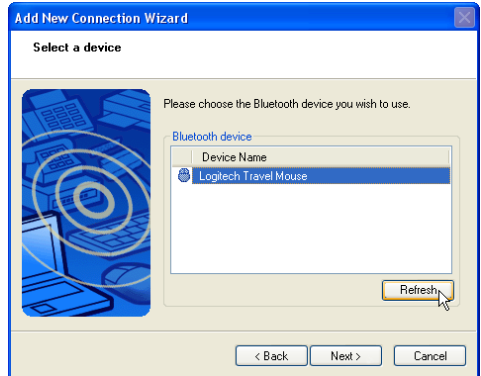 Add New Connection Wizard
Select a device
Please choose the Bluetooth device you wish to use.
Bluetooth device
Device Name
Logitech Travel Mouse
Refresh
< Back Next > Cancel